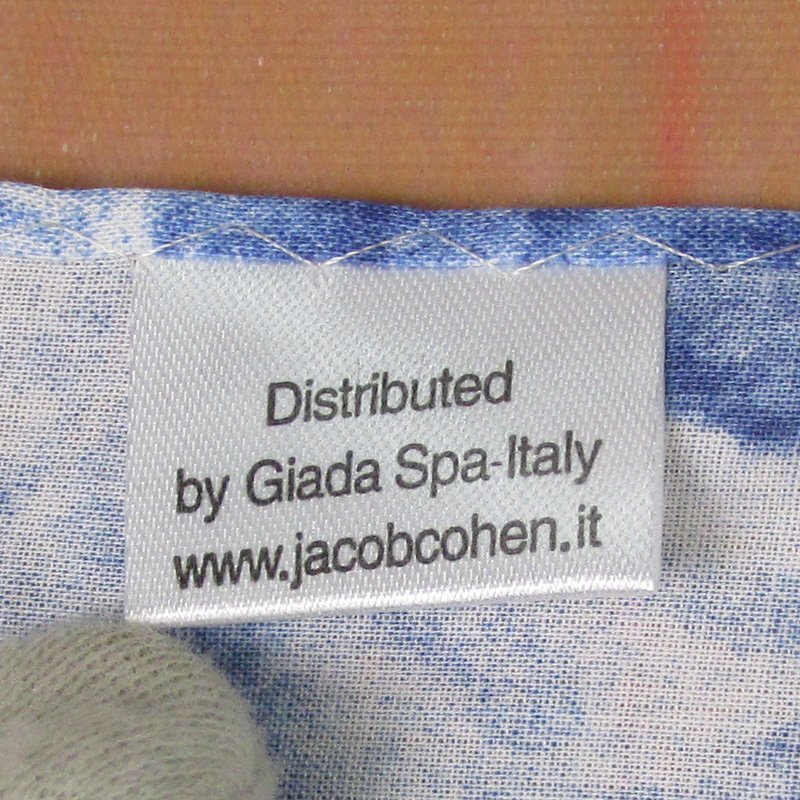 Distributed
by Giada Spa-Italy
www.jacobcohen.it